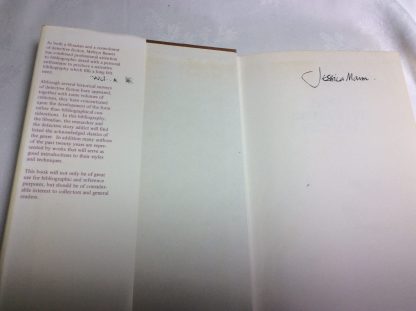 As both a librarian and a connoisseur
of detective fiction, Melvyn Barnes
has combined professional attention
to bibliographic detail with a personal
enthusiasm to produce a selective
bibliography which fills a long felt
Although several historical surveys
of detective fiction have appeared,
together with some volumes of
criticism, they have concentrated
upon the development of the form
rather than bibliographical con-
siderations. In this bibliography,
the librarian, the researcher and
the detective story addict will find
listed the acknowledged classics of
the genre. In addition many authors
of the past twenty years are repre-
sented by works that will serve as
good introductions to their styles
and techniques.
This book will not only be of great
use for bibliographic and reference
purposes, but should be of consider-
able interest to collectors and general
readers.
Jessica Mann.